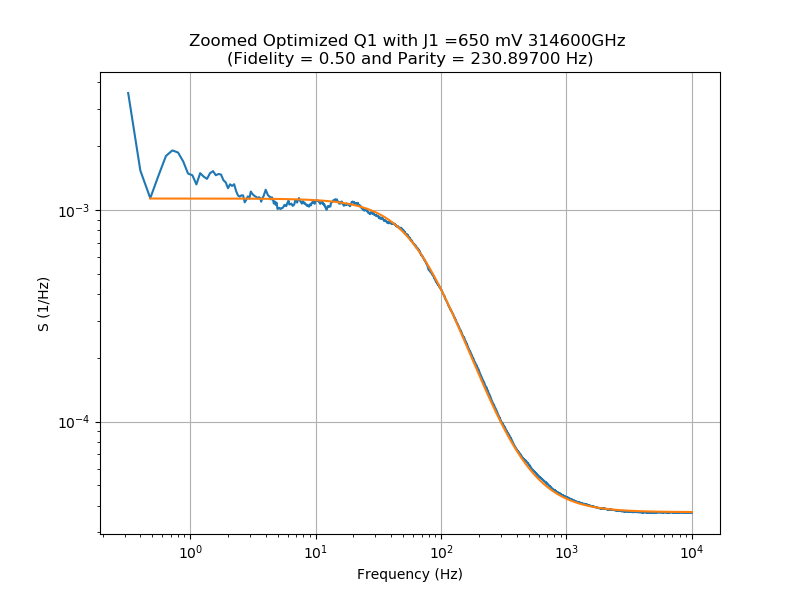 Zoomed Optimized Q1 with J1 =650 mV 314600GHz
(Fidelity = 0.50 and Parity = 230.89700 Hz)
S (1/Hz)
10⁻³
10⁻⁴
10⁰ 10¹ 10² 10³ 10⁴
Frequency (Hz)